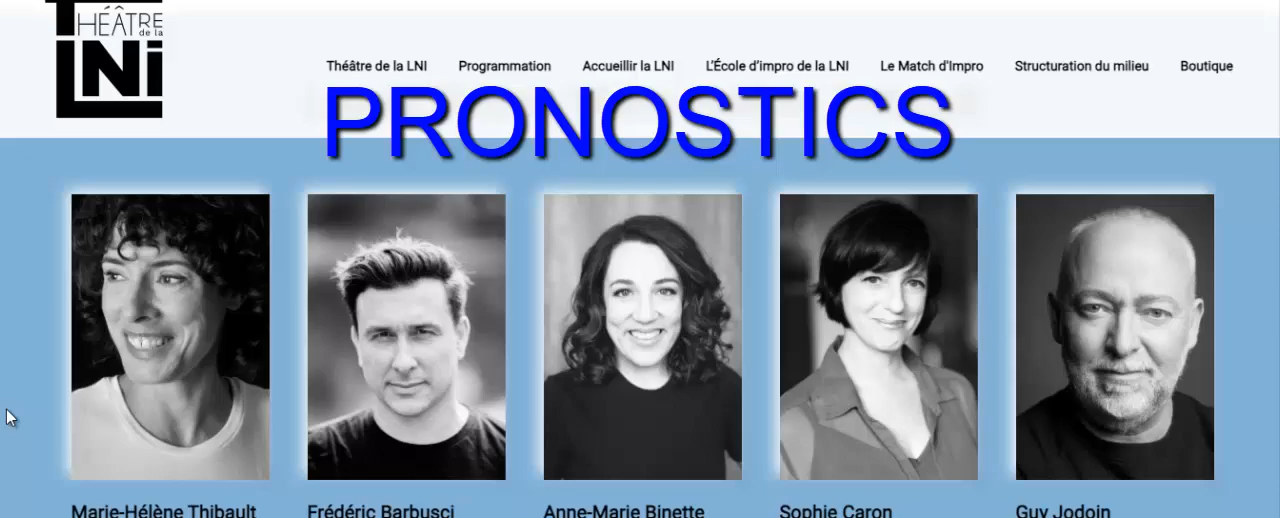 THÉÂTRE
de la
LNi
Théâtre de la LNI Programmation Accueillir la LNI L'École d'impro de la LNI Le Match d'Impro Structuration du milieu Boutique
PRONOSTICS
Marie-Hélène Thibault Frédéric Barbusci Anne-Marie Binette Sophie Caron Guy Jodoin